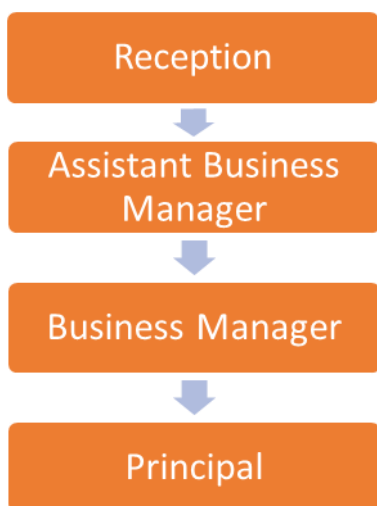 Reception
Assistant Business
Manager
Business Manager
Principal